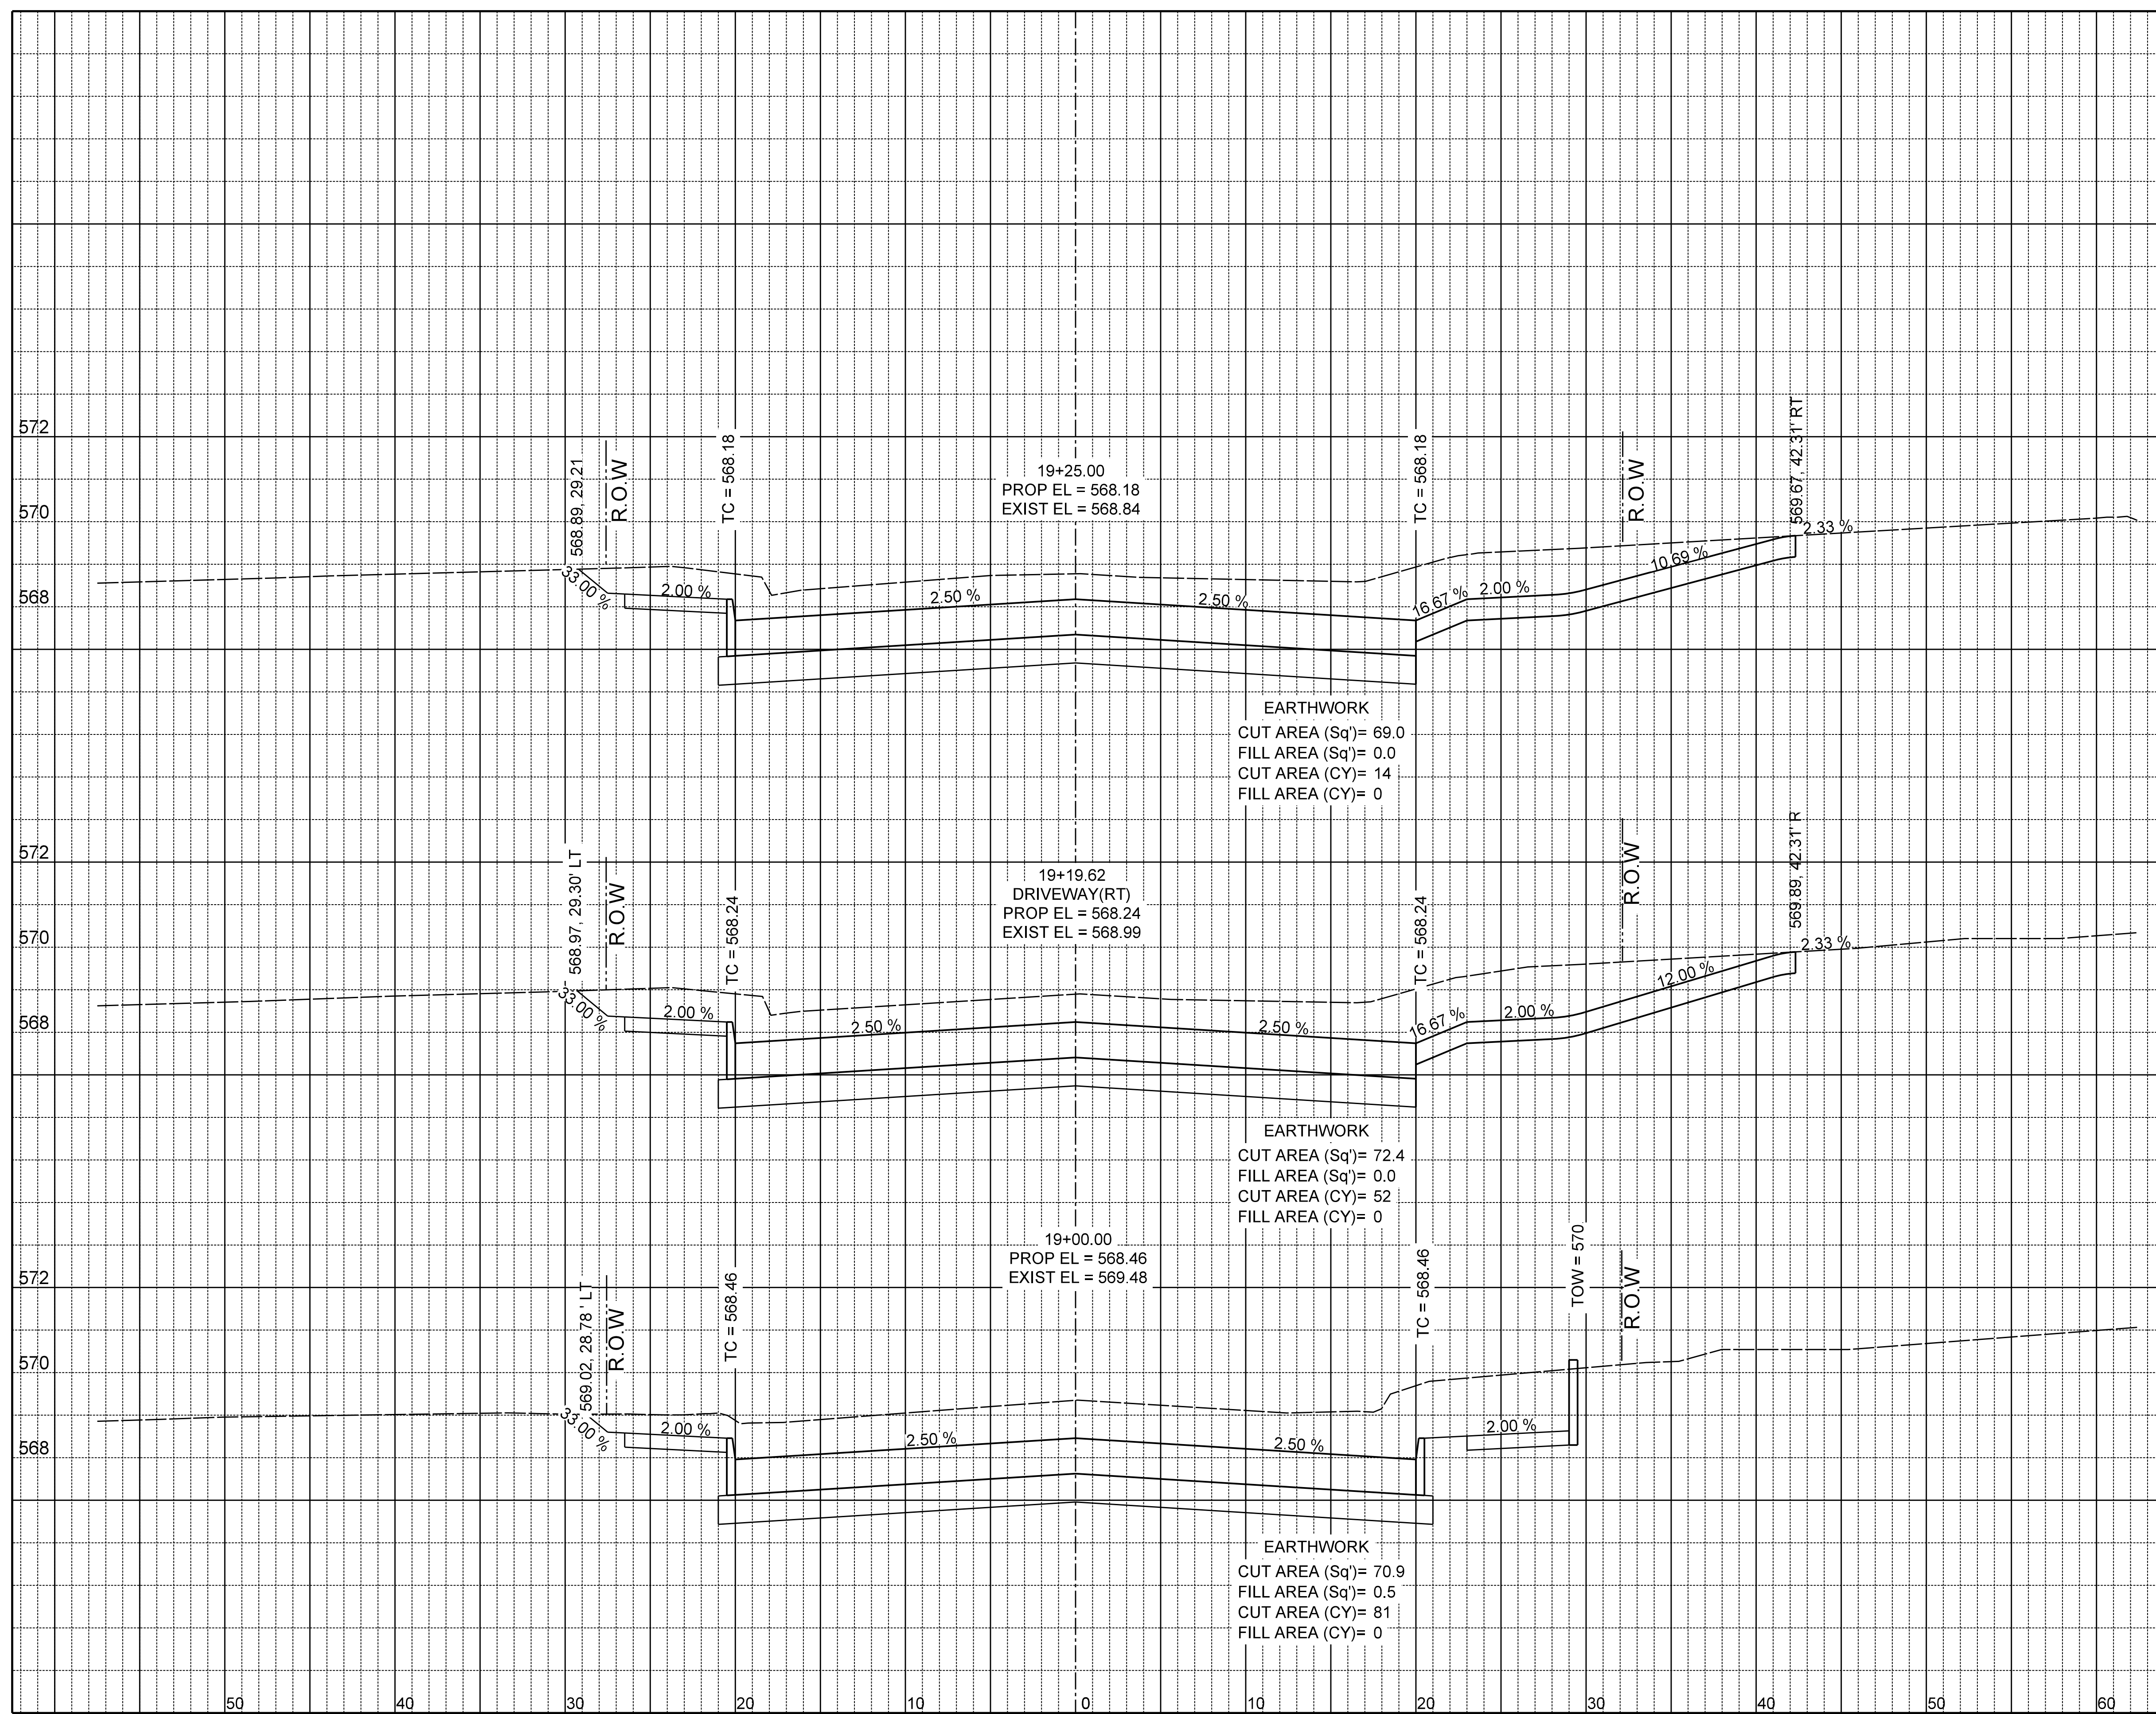 572
570
568
568.89, 29.21
R.O.W
TC = 568.18
19+25.00
PROP EL = 568.18
EXIST EL = 568.84
TC = 568.18
R.O.W
569.67, 42.31' RT
33.00 %
2.00 %
2.50 %
2.50 %
16.67 %
2.00 %
10.69 %
2.33 %
EARTHWORK
CUT AREA (Sq')= 69.0
FILL AREA (Sq')= 0.0
CUT AREA (CY)= 14
FILL AREA (CY)= 0
572
570
568
568.97, 29.30' LT
R.O.W
TC = 568.24
19+19.62
DRIVEWAY(RT)
PROP EL = 568.24
EXIST EL = 568.99
TC = 568.24
R.O.W
569.89, 42.31' R
33.00 %
2.00 %
2.50 %
2.50 %
16.67 %
2.00 %
12.00 %
2.33 %
EARTHWORK
CUT AREA (Sq')= 72.4
FILL AREA (Sq')= 0.0
CUT AREA (CY)= 52
FILL AREA (CY)= 0
572
570
568
569.02, 28.78 ' LT
R.O.W
TC = 568.46
19+00.00
PROP EL = 568.46
EXIST EL = 569.48
TC = 568.46
TOW = 570
R.O.W
33.00 %
2.00 %
2.50 %
2.50 %
2.00 %
EARTHWORK
CUT AREA (Sq')= 70.9
FILL AREA (Sq')= 0.5
CUT AREA (CY)= 81
FILL AREA (CY)= 0
50 40 30 20 10 0 10 20 30 40 50 60